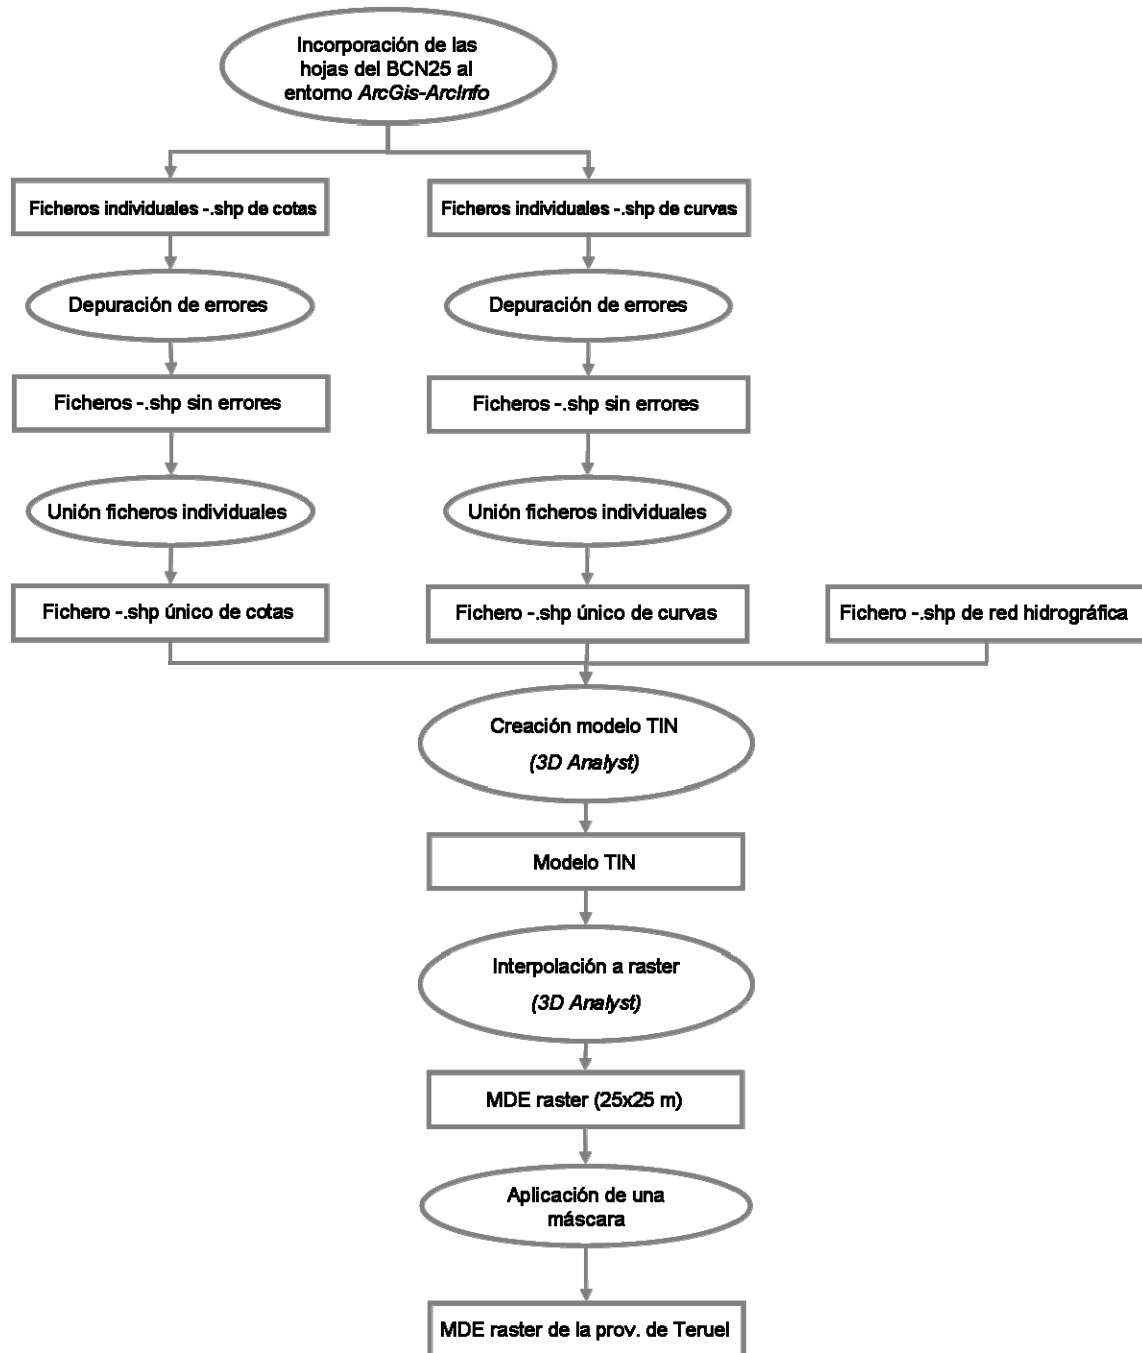 Incorporación de las
hojas del BCN25 al
entorno ArcGis-ArcInfo
Ficheros individuales -.shp de cotas
Ficheros individuales -.shp de curvas
Depuración de errores
Depuración de errores
Ficheros -.shp sin errores
Ficheros -.shp sin errores
Unión ficheros individuales
Unión ficheros individuales
Fichero -.shp único de cotas
Fichero -.shp único de curvas
Fichero -.shp de red hidrográfica
Creación modelo TIN
(3D Analyst)
Modelo TIN
Interpolación a raster
(3D Analyst)
MDE raster (25x25 m)
Aplicación de una
máscara
MDE raster de la prov. de Teruel